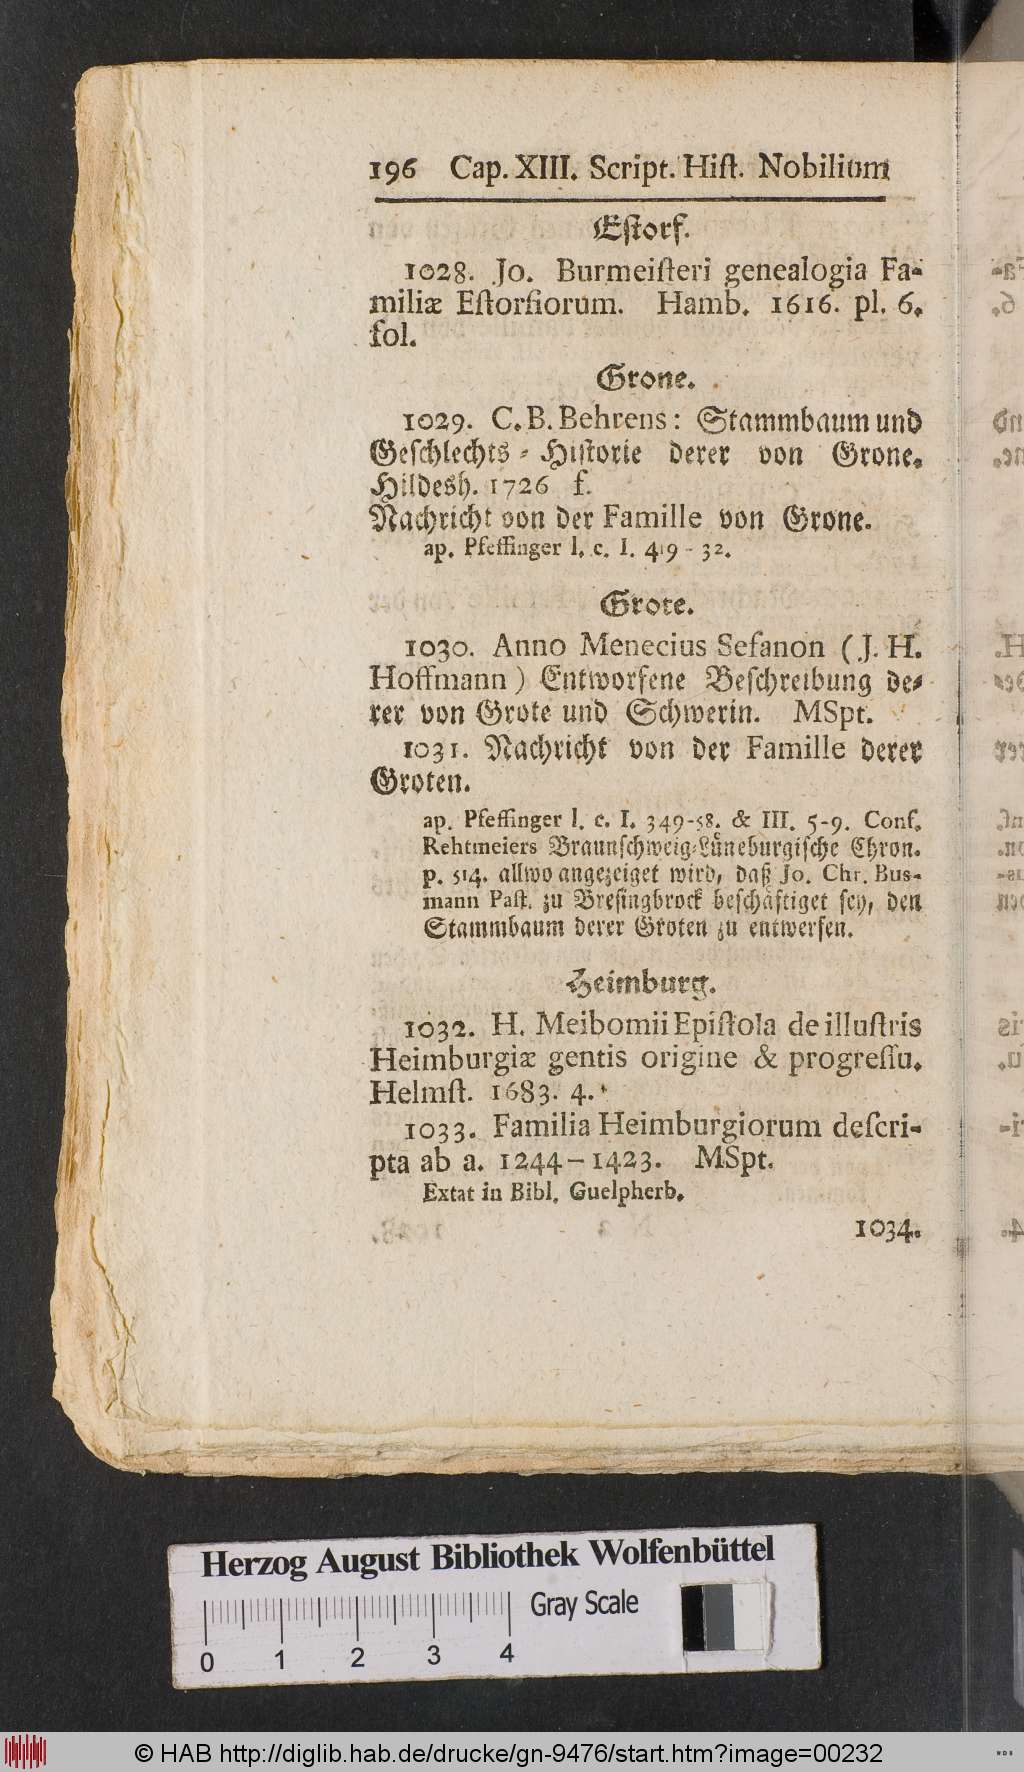 196 Cap. XIII. Script. Hiſt. Nobilium
Eſtorf.
1028. Jo. Burmeiſteri genealogia Fa-
miliæ Eſtorfiorum. Hamb. 1616. pl. 6.
fol.
Grone.
1029. C. B. Behrens: Stammbaum und
Geſchlechts-Hiſtorie derer von Grone.
Hildesh. 1726 f.
Nachricht von der Famille von Grone.
ap. Pfeffinger l. c. I. 419-32.
Grote.
1030. Anno Menecius Sefanon (J. H.
Hoffmann) Entworfene Beſchreibung de-
rer von Grote und Schwerin. MSpt.
1031. Nachricht von der Famille derer
Groten.
ap. Pfeffinger l. c. I. 349-58. & III. 5-9. Conf.
Rehtmeiers Braunſchweig-Lüneburgiſche Chron.
p. 514. allwo angezeiget wird, daß Jo. Chr. Bus-
mann Paſt. zu Breſingbrock beſchäftiget ſey, den
Stammbaum derer Groten zu entwerfen.
Heimburg.
1032. H. Meibomii Epiſtola de illuſtris
Heimburgiæ gentis origine & progreſſu.
Helmſt. 1683. 4.
1033. Familia Heimburgiorum deſcri-
pta ab a. 1244-1423. MSpt.
Extat in Bibl. Guelpherb.
1034.
Herzog August Bibliothek Wolfenbüttel
Gray Scale
0 1 2 3 4
© HAB http://diglib.hab.de/drucke/gn-9476/start.htm?image=00232